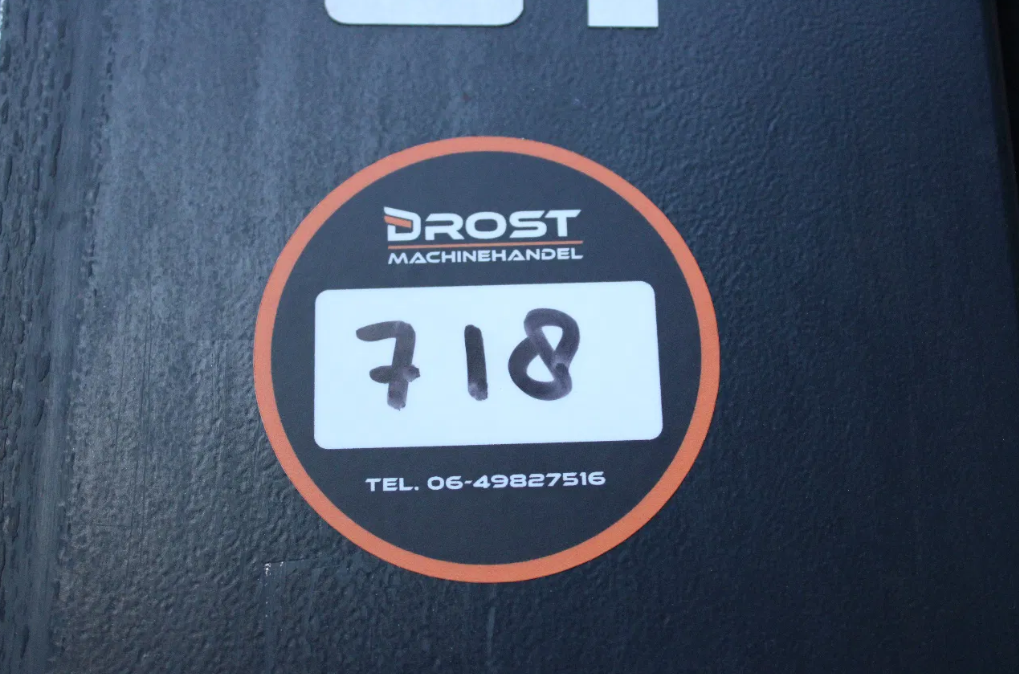 DROST
MACHINEHANDEL
718
TEL. 06-49827516